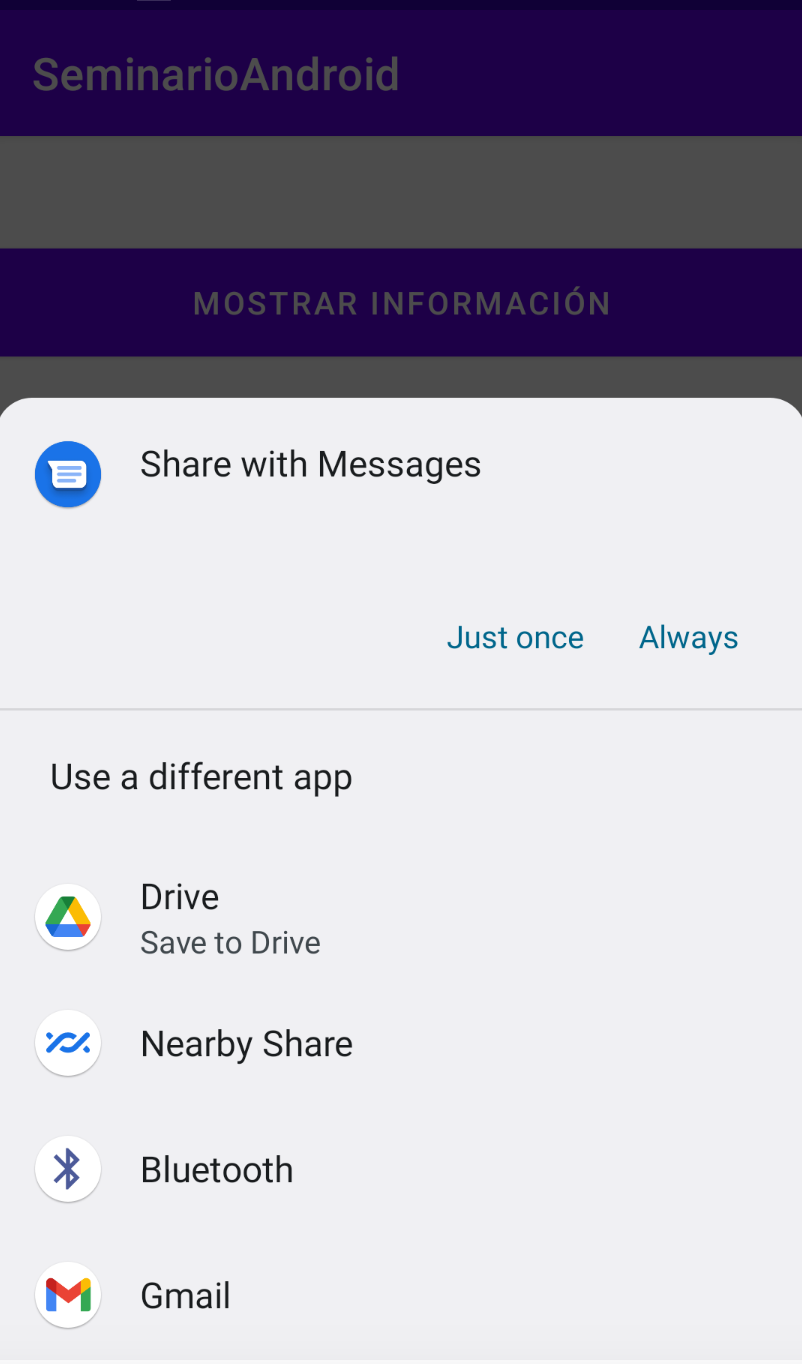 SeminarioAndroid
MOSTRAR INFORMACIÓN
Share with Messages
Just once Always
Use a different app
Drive
Save to Drive
Nearby Share
Bluetooth
Gmail